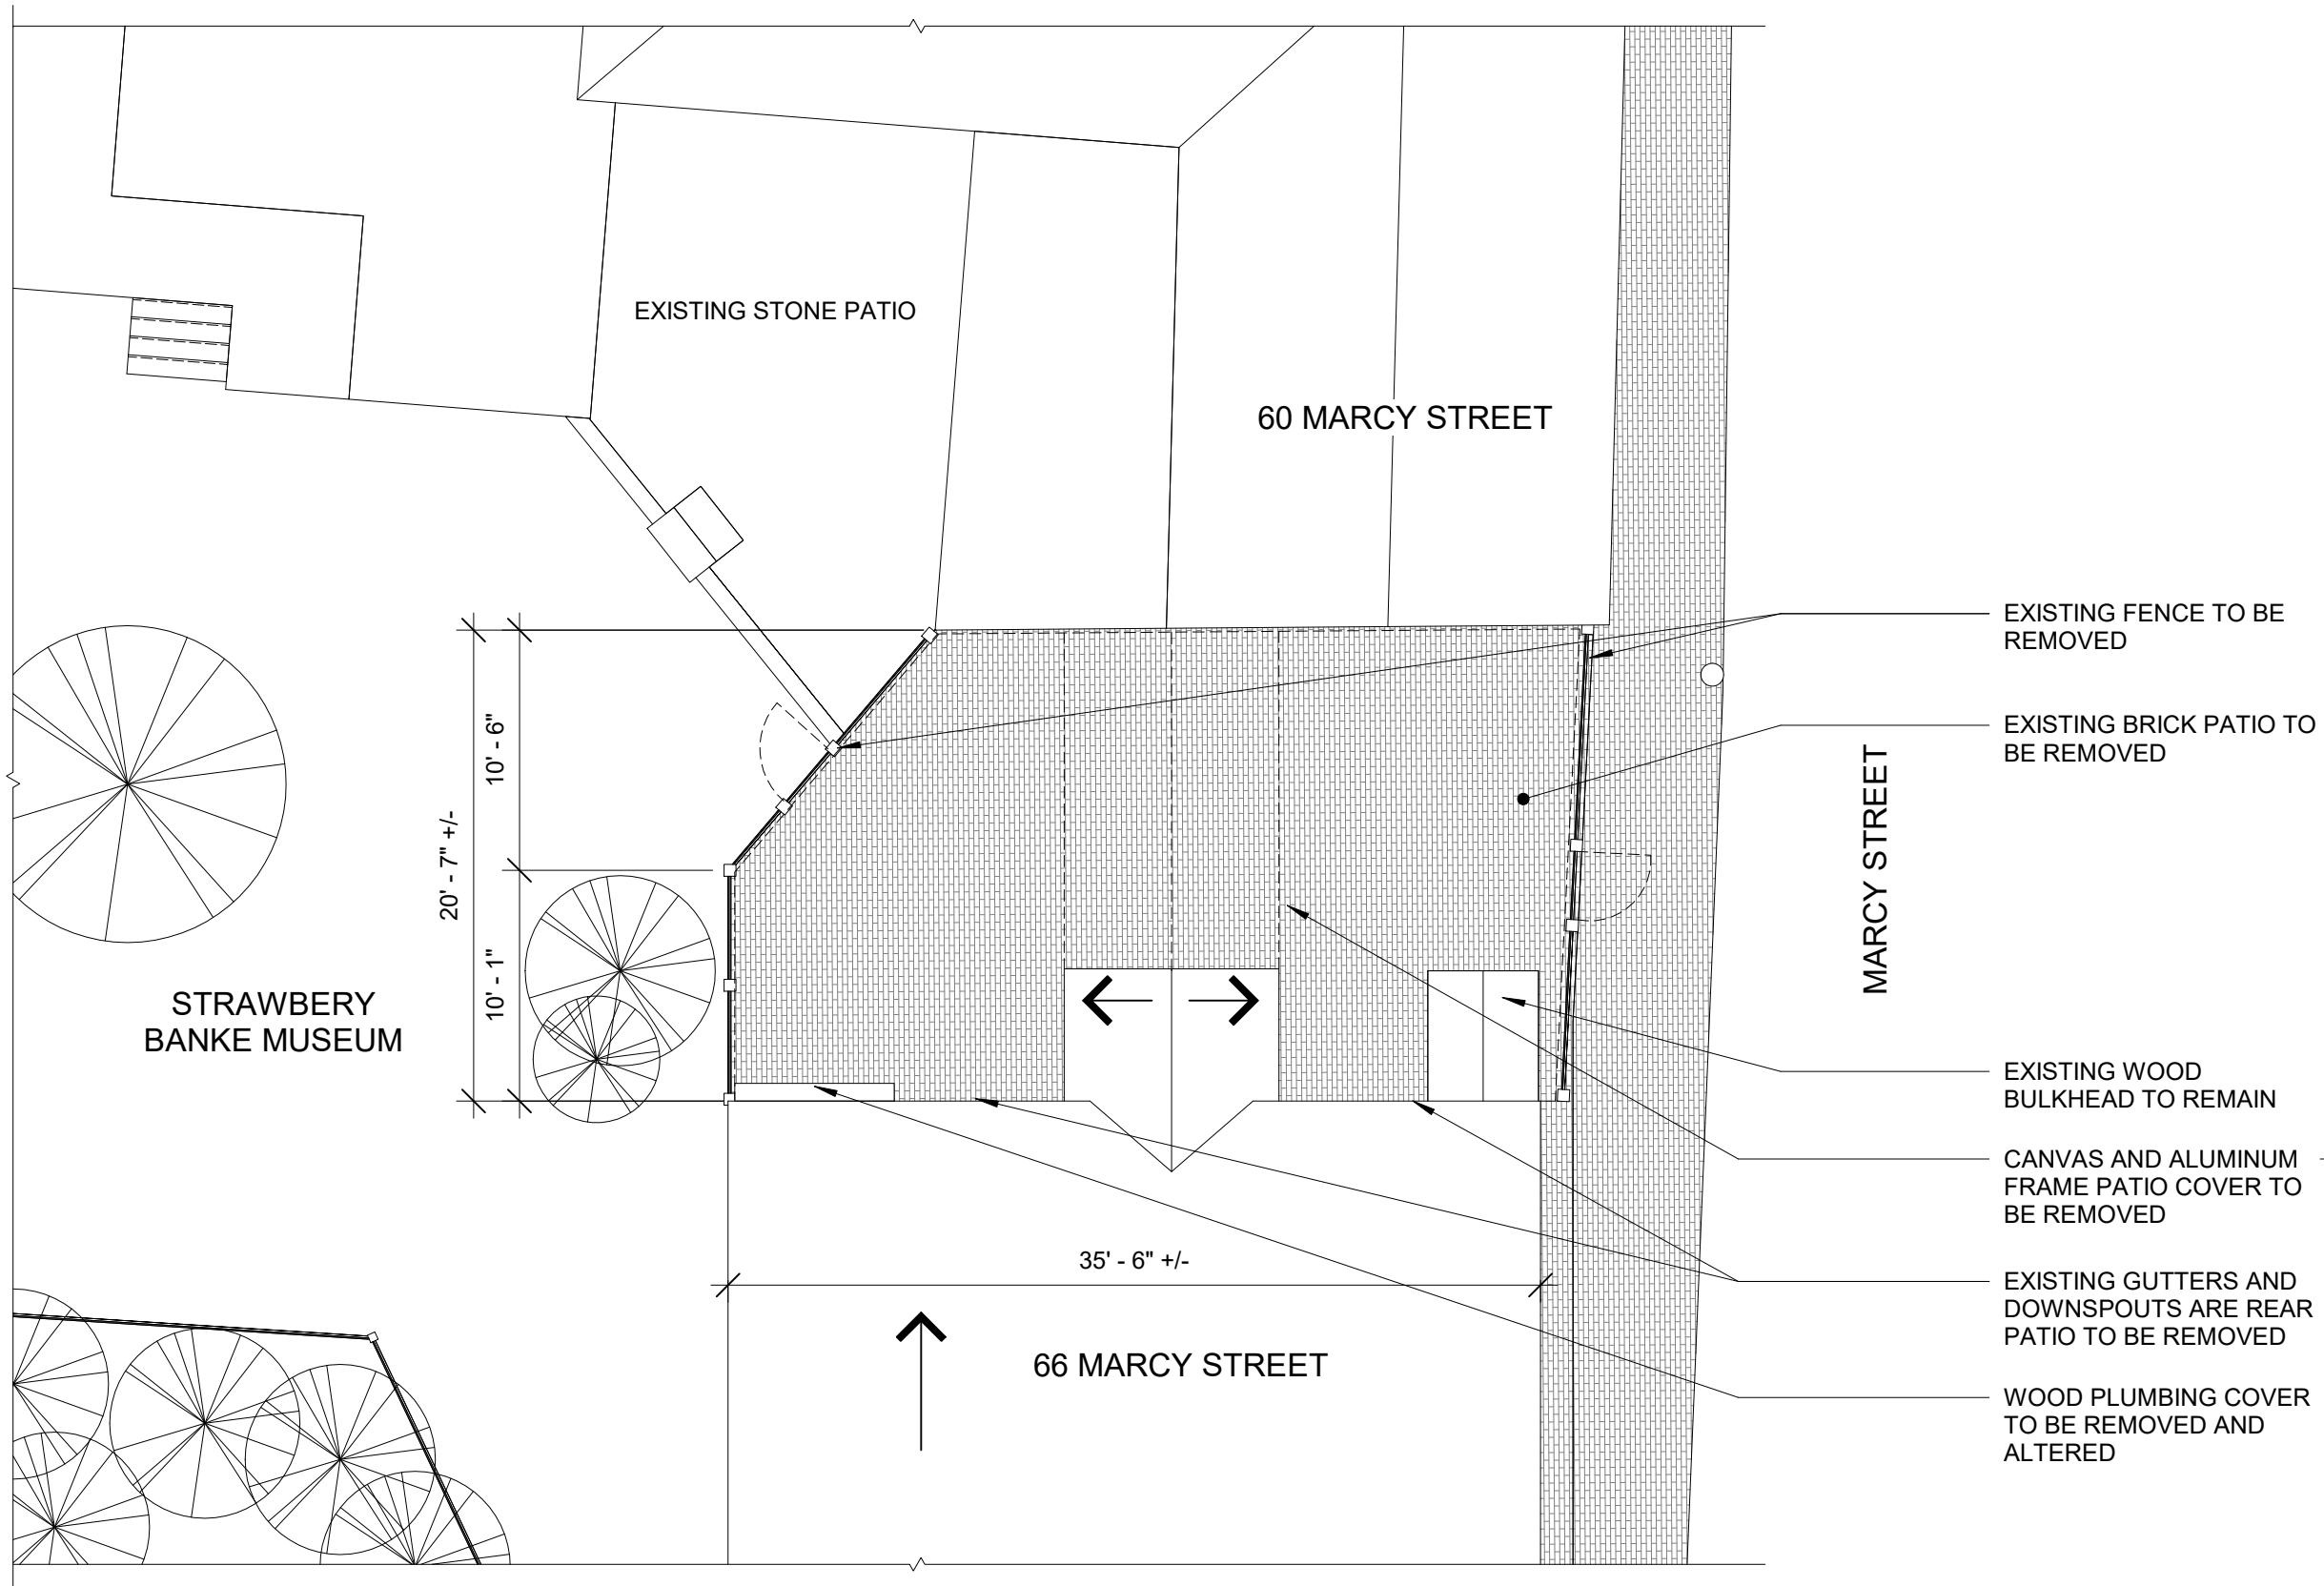 EXISTING STONE PATIO
60 MARCY STREET
EXISTING FENCE TO BE
REMOVED
EXISTING BRICK PATIO TO
BE REMOVED
MARCY STREET
10' - 6"
20' - 7" +/-
10' - 1"
STRAWBERY
BANKE MUSEUM
EXISTING WOOD
BULKHEAD TO REMAIN
CANVAS AND ALUMINUM
FRAME PATIO COVER TO
BE REMOVED
35' - 6" +/-
EXISTING GUTTERS AND
DOWNSPOUTS ARE REAR
PATIO TO BE REMOVED
66 MARCY STREET
WOOD PLUMBING COVER
TO BE REMOVED AND
ALTERED